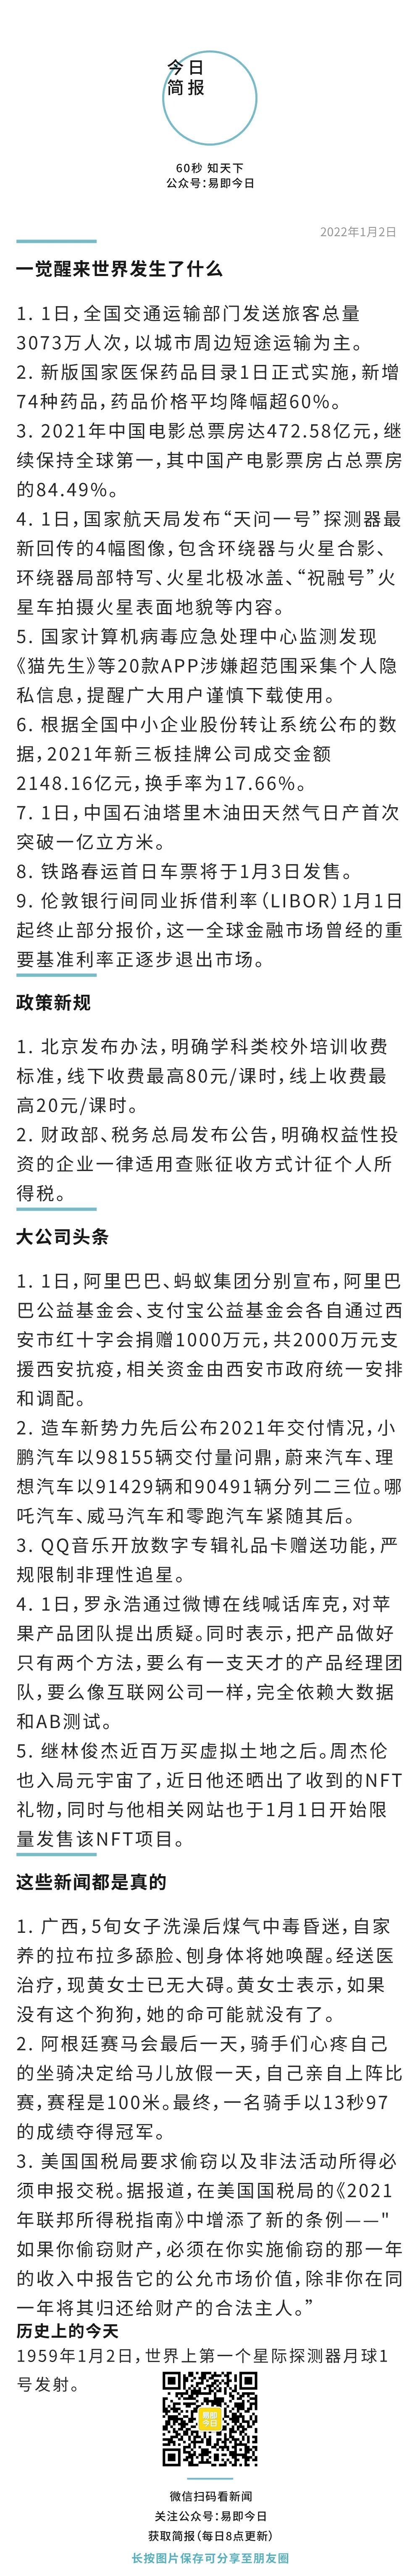 今日
简报
60秒 知天下
公众号：易即今日
2022年1月2日
一觉醒来世界发生了什么
1. 1日，全国交通运输部门发送旅客总量
3073万人次，以城市周边短途运输为主。
2. 新版国家医保药品目录1日正式实施，新增
74种药品，药品价格平均降幅超60%。
3. 2021年中国电影总票房达472.58亿元，继
续保持全球第一，其中国产电影票房占总票房
的84.49%。
4. 1日，国家航天局发布“天问一号”探测器最
新回传的4幅图像，包含环绕器与火星合影、
环绕器局部特写、火星北极冰盖、“祝融号”火
星车拍摄火星表面地貌等内容。
5. 国家计算机病毒应急处理中心监测发现
《猫先生》等20款APP涉嫌超范围采集个人隐
私信息，提醒广大用户谨慎下载使用。
6. 根据全国中小企业股份转让系统公布的数
据，2021年新三板挂牌公司成交金额
2148.16亿元，换手率为17.66%。
7. 1日，中国石油塔里木油田天然气日产首次
突破一亿立方米。
8. 铁路春运首日车票将于1月3日发售。
9. 伦敦银行间同业拆借利率（LIBOR）1月1日
起终止部分报价，这一全球金融市场曾经的重
要基准利率正逐步退出市场。
政策新规
1. 北京发布办法，明确学科类校外培训收费
标准，线下收费最高80元/课时，线上收费最
高20元/课时。
2. 财政部、税务总局发布公告，明确权益性投
资的企业一律适用查账征收方式计征个人所
得税。
大公司头条
1. 1日，阿里巴巴、蚂蚁集团分别宣布，阿里巴
巴公益基金会、支付宝公益基金会各自通过西
安市红十字会捐赠1000万元，共2000万元支
援西安抗疫，相关资金由西安市政府统一安排
和调配。
2. 造车新势力先后公布2021年交付情况，小
鹏汽车以98155辆交付量问鼎，蔚来汽车、理
想汽车以91429辆和90491辆分列二三位。哪
吒汽车、威马汽车和零跑汽车紧随其后。
3. QQ音乐开放数字专辑礼品卡赠送功能，严
规限制非理性追星。
4. 1日，罗永浩通过微博在线喊话库克，对苹
果产品团队提出质疑。同时表示，把产品做好
只有两个方法，要么有一支天才的产品经理团
队，要么像互联网公司一样，完全依赖大数据
和AB测试。
5. 继林俊杰近百万买虚拟土地之后。周杰伦
也入局元宇宙了，近日他还晒出了收到的NFT
礼物，同时与他相关网站也于1月1日开始限
量发售该NFT项目。
这些新闻都是真的
1. 广西，5旬女子洗澡后煤气中毒昏迷，自家
养的拉布拉多舔脸、刨身体将她唤醒。经送医
治疗，现黄女士已无大碍。黄女士表示，如果
没有这个狗狗，她的命可能就没有了。
2. 阿根廷赛马会最后一天，骑手们心疼自己
的坐骑决定给马儿放假一天，自己亲自上阵比
赛，赛程是100米。最终，一名骑手以13秒97
的成绩夺得冠军。
3. 美国国税局要求偷窃以及非法活动所得必
须申报交税。据报道，在美国国税局的《2021
年联邦所得税指南》中增添了新的条例——"
如果你偷窃财产，必须在你实施偷窃的那一年
的收入中报告它的公允市场价值，除非你在同
一年将其归还给财产的合法主人。”
历史上的今天
1959年1月2日，世界上第一个星际探测器月球1
号发射。
易即
今日
微信扫码看新闻
关注公众号：易即今日
获取简报（每日8点更新）
长按图片保存可分享至朋友圈